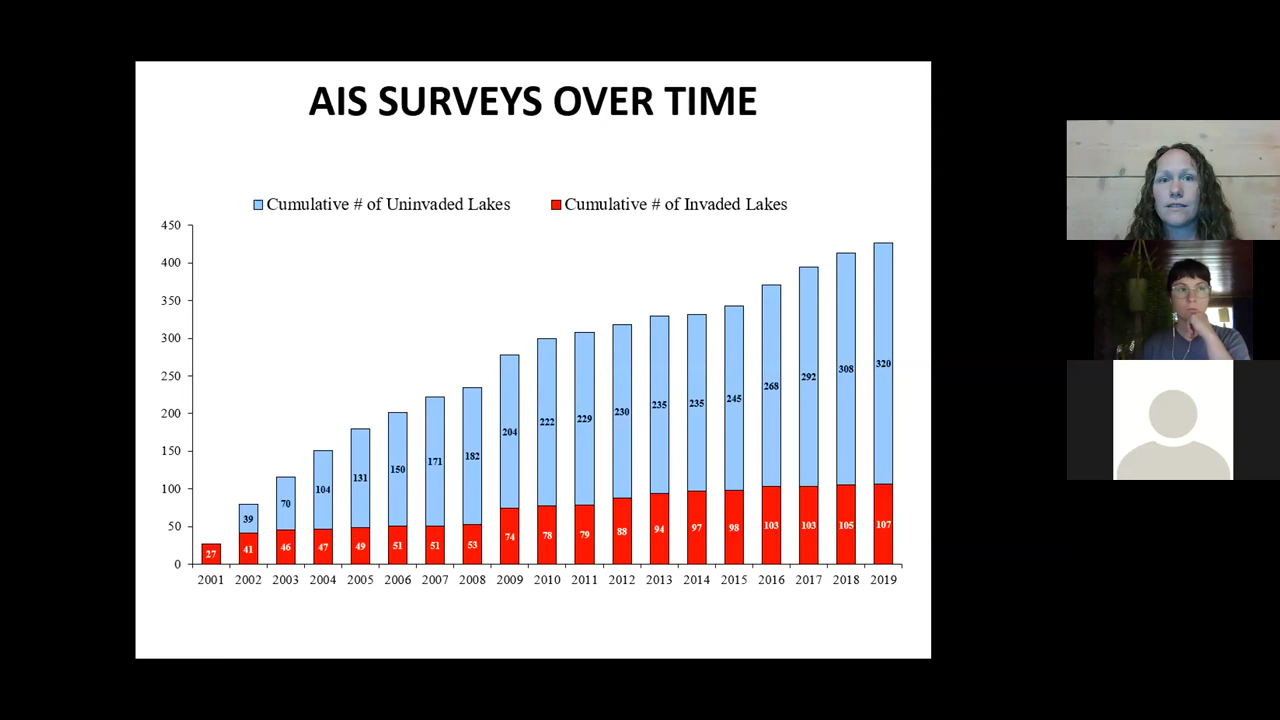 AIS SURVEYS OVER TIME
Cumulative # of Uninvaded Lakes Cumulative # of Invaded Lakes
450
400
350
300
250
200
150
100
50
0
39 70 104 131 150 171 182 204 222 229 230 235 235 245 268 292 308 320
27 41 46 47 49 51 51 53 74 78 79 88 94 97 98 103 103 105 107
2001 2002 2003 2004 2005 2006 2007 2008 2009 2010 2011 2012 2013 2014 2015 2016 2017 2018 2019